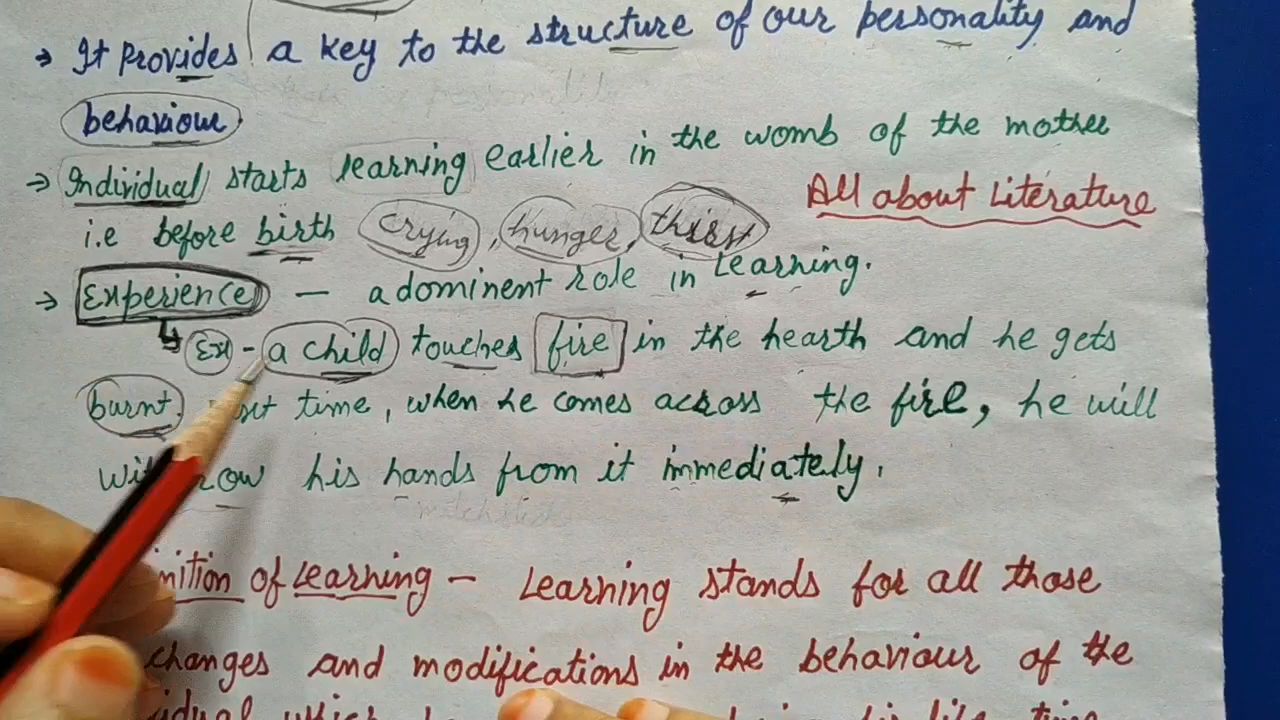 → It provides a key to the structure of our personality and
behaviour
→ Individual starts learning earlier in the womb of the mother
i.e before birth crying, hunger, thirst
All about Literature
→ Experience — a dominent role in learning.
Ex - a child touches fire in the hearth and he gets
burnt. time, when he comes across the fire, he will
his hands from it immediately.
of Learning — Learning stands for all those
changes and modifications in the behaviour of the